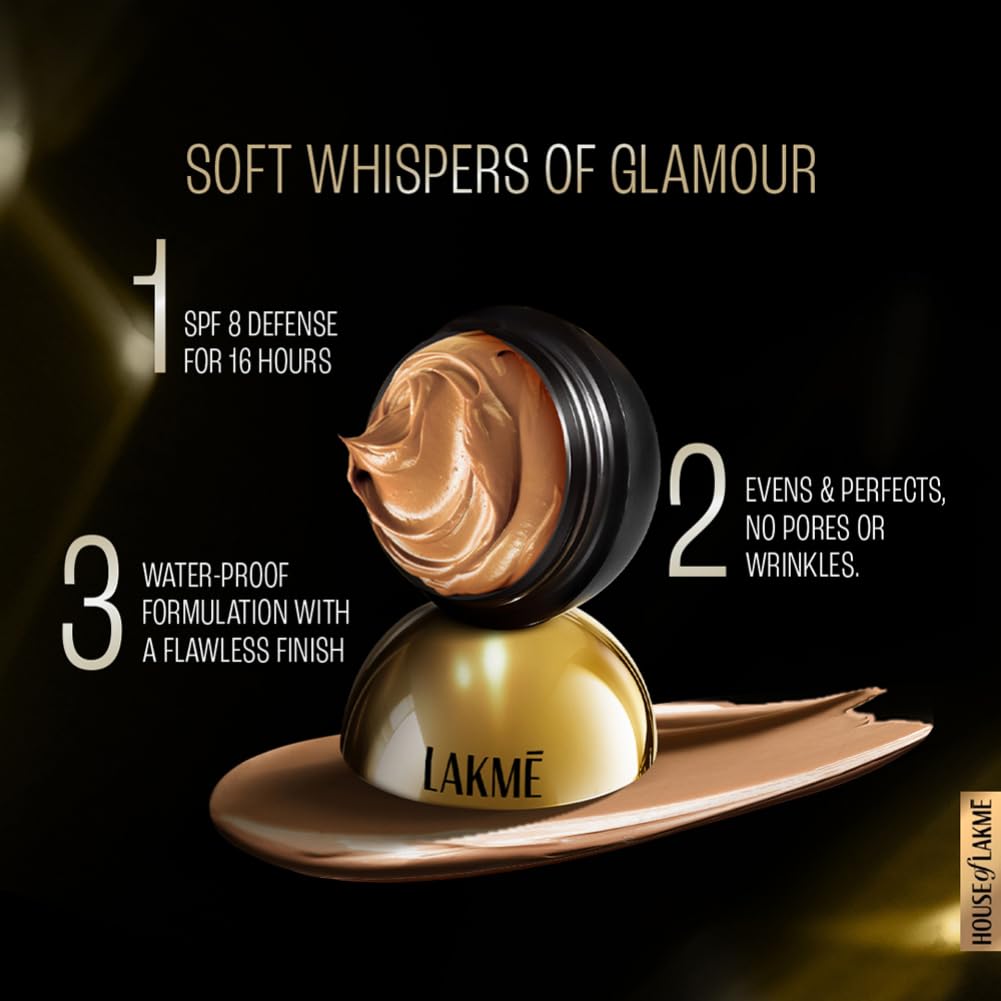 SOFT WHISPERS OF GLAMOUR
1
SPF 8 DEFENSE
FOR 16 HOURS
2
EVENS & PERFECTS,
NO PORES OR
WRINKLES.
3
WATER-PROOF
FORMULATION WITH
A FLAWLESS FINISH
LAKMĒ
HOUSE of LAKMĒ